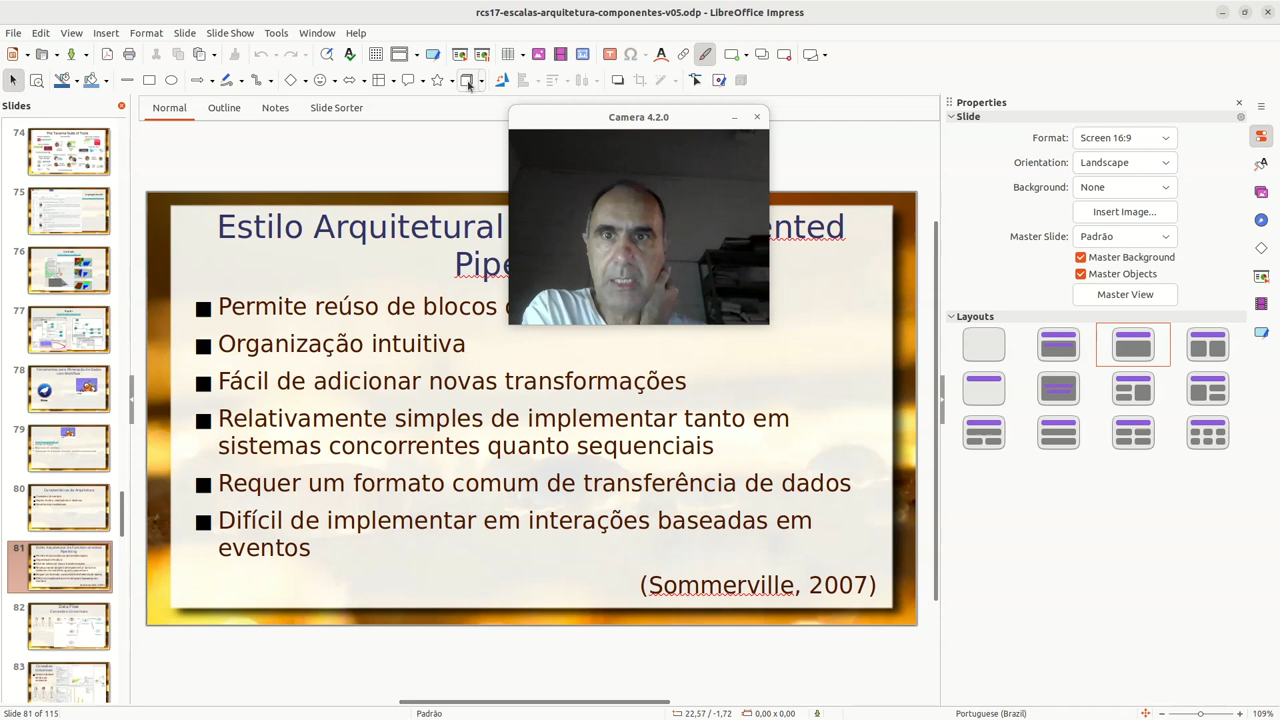 rcs17-escalas-arquitetura-componentes-v05.odp - LibreOffice Impress
File Edit View Insert Format Slide Slide Show Tools Window Help
Slides
Normal Outline Notes Slide Sorter
Camera 4.2.0
Properties
Slide
Format: Screen 16:9
Orientation: Landscape
Background: None
Insert Image...
Master Slide: Padrão
Master Background
Master Objects
Master View
Layouts
74
75
76
77
78
79
80
81
82
83
Estilo Arquitetural
ented
Pipe
Permite reúso de blocos
Organização intuitiva
Fácil de adicionar novas transformações
Relativamente simples de implementar tanto em
sistemas concorrentes quanto sequenciais
Requer um formato comum de transferência de dados
Difícil de implementar em interações baseadas em
eventos
(Sommerville, 2007)
Slide 81 of 115
Padrão
22,57 / -1,72
0,00 x 0,00
Portuguese (Brazil)
109%